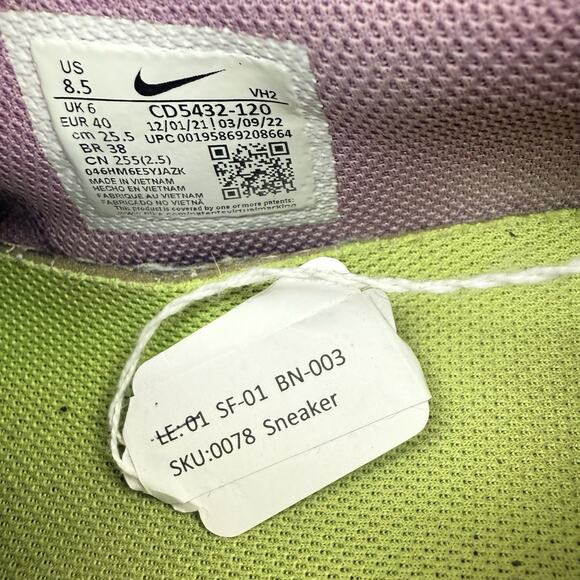 US
8.5
VH2
UK 6
CD5432-120
EUR 40
12/01/21 03/09/22
cm 25.5
UPC 00195869208664
BR 38
CN 255(2.5)
046HM6E5YJAZK
MADE IN VIETNAM
HECHO EN VIETNAM
FABRIQUE AU VIETNAM
FABRICADO NO VIETNÃ
This product is covered by one or more patents:
LE: 01 SF-01 BN-003
SKU:0078 Sneaker